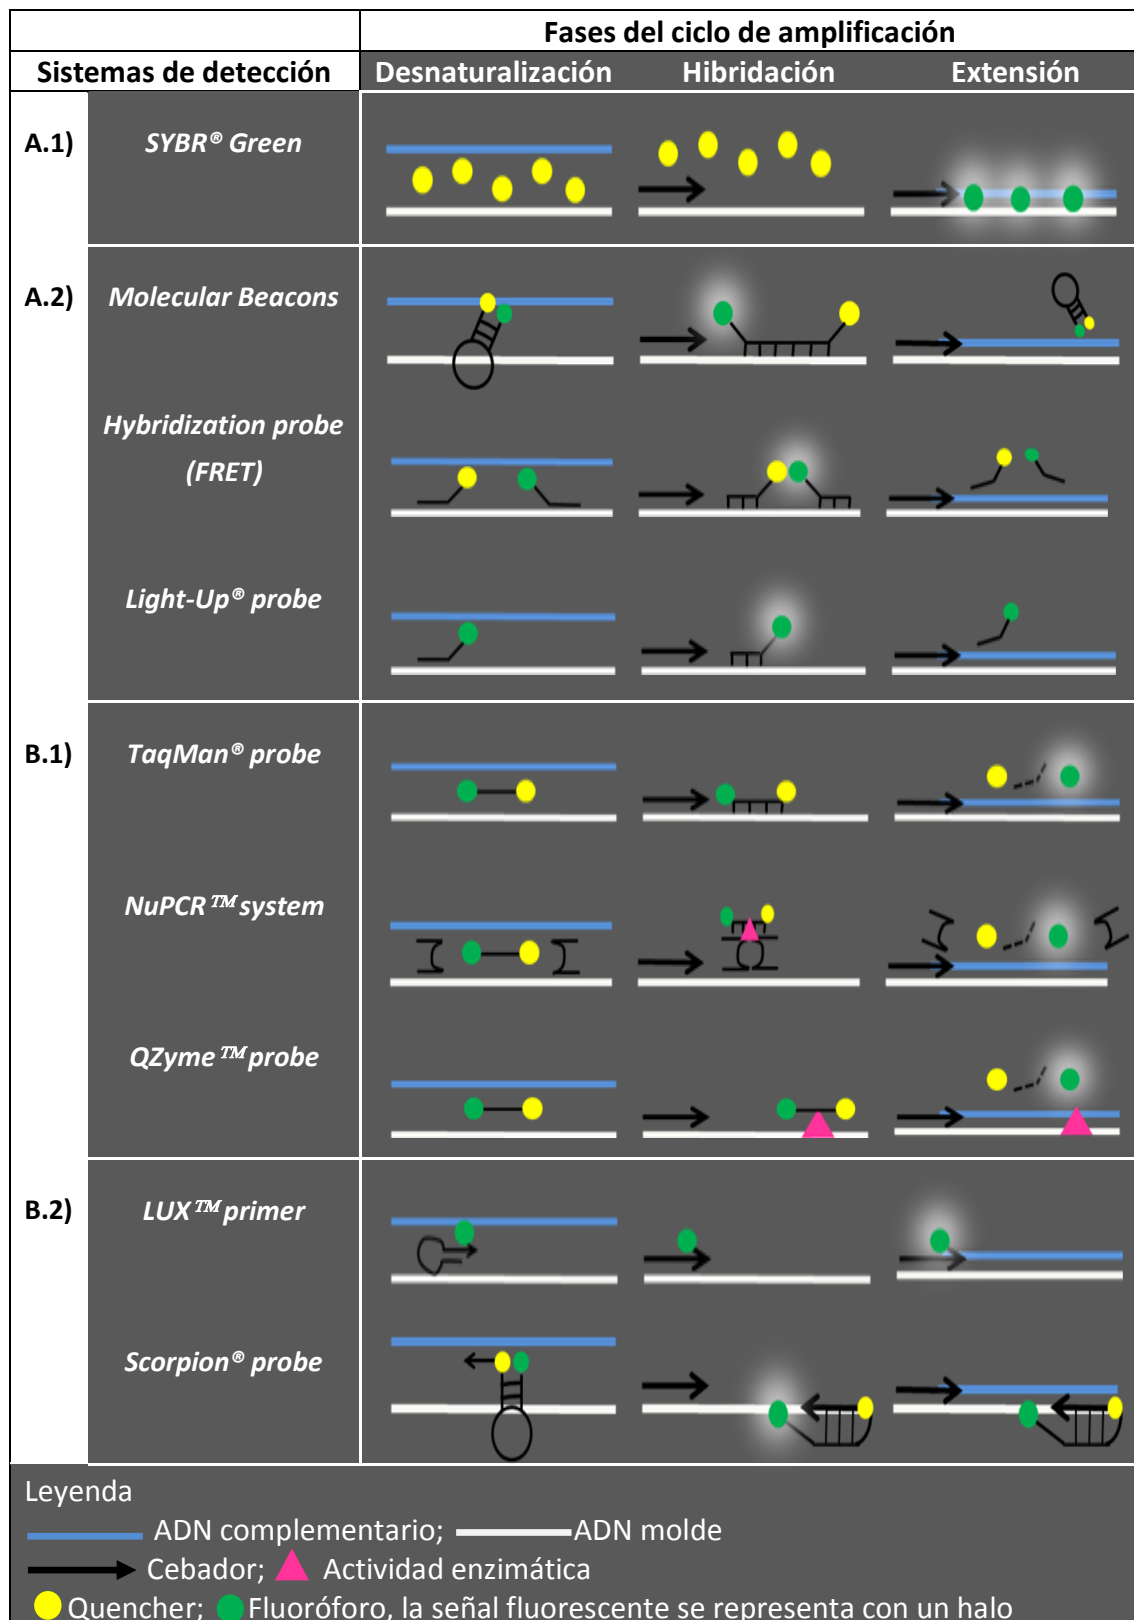 Fases del ciclo de amplificación
Sistemas de detección Desnaturalización Hibridación Extensión
A.1) SYBR® Green
A.2) Molecular Beacons
Hybridization probe
(FRET)
Light-Up® probe
B.1) TaqMan® probe
NuPCR™ system
QZyme™ probe
B.2) LUX™ primer
Scorpion® probe
Leyenda
ADN complementario; ADN molde
Cebador; Actividad enzimática
Quencher; Fluoróforo, la señal fluorescente se representa con un halo